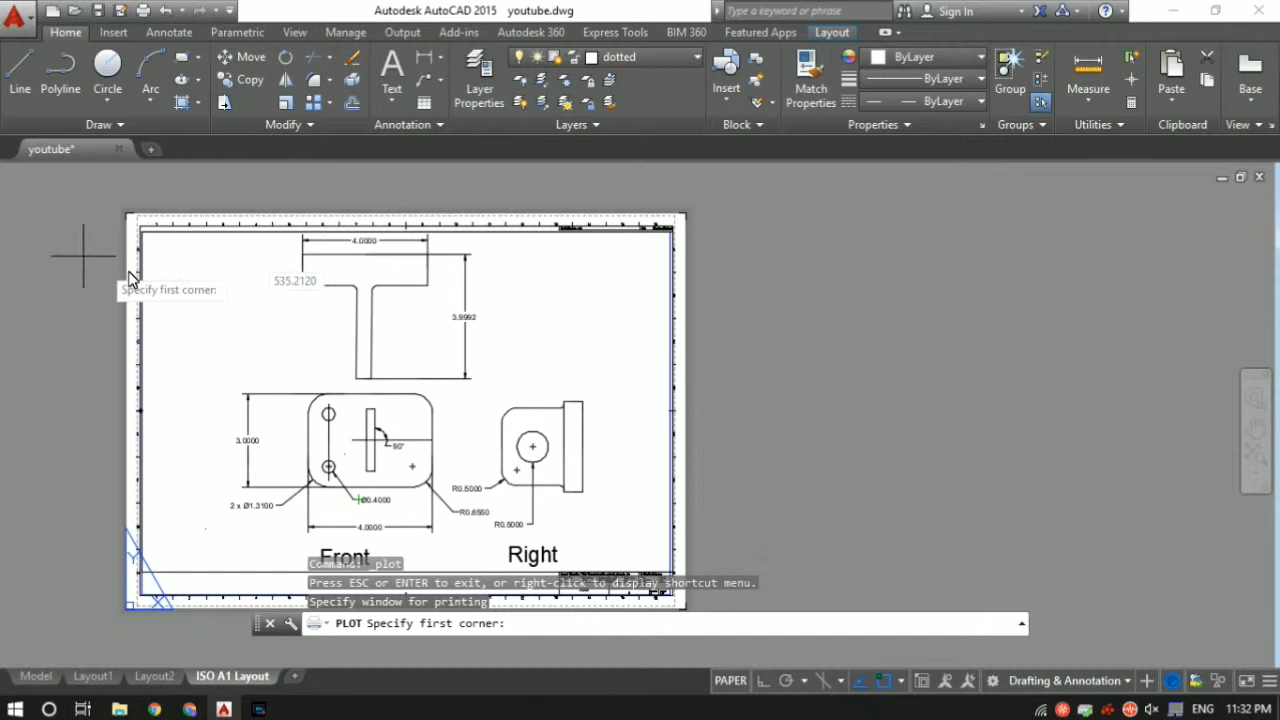 Autodesk AutoCAD 2015 youtube.dwg
Type a keyword or phrase
Sign In
Home Insert Annotate Parametric View Manage Output Add-ins Autodesk 360 Express Tools BIM 360 Featured Apps Layout
Line Polyline Circle Arc
Move
Copy
Text
Layer Properties
dotted
Insert
Match Properties
ByLayer
ByLayer
ByLayer
Group
Measure
Paste
Base
Draw Modify Annotation Layers Block Properties Groups Utilities Clipboard View
youtube*
4.0000
Specify first corner:
535.2120
3.9992
3.0000
90°
2 x Ø1.3100
Ø0.4000
4.0000
R0.6550
R0.5000
R0.5000
Front
Right
Y
X
Command: _plot
Press ESC or ENTER to exit, or right-click to display shortcut menu.
Specify window for printing
PLOT Specify first corner:
Model Layout1 Layout2 ISO A1 Layout
PAPER
Drafting & Annotation
ENG 11:32 PM